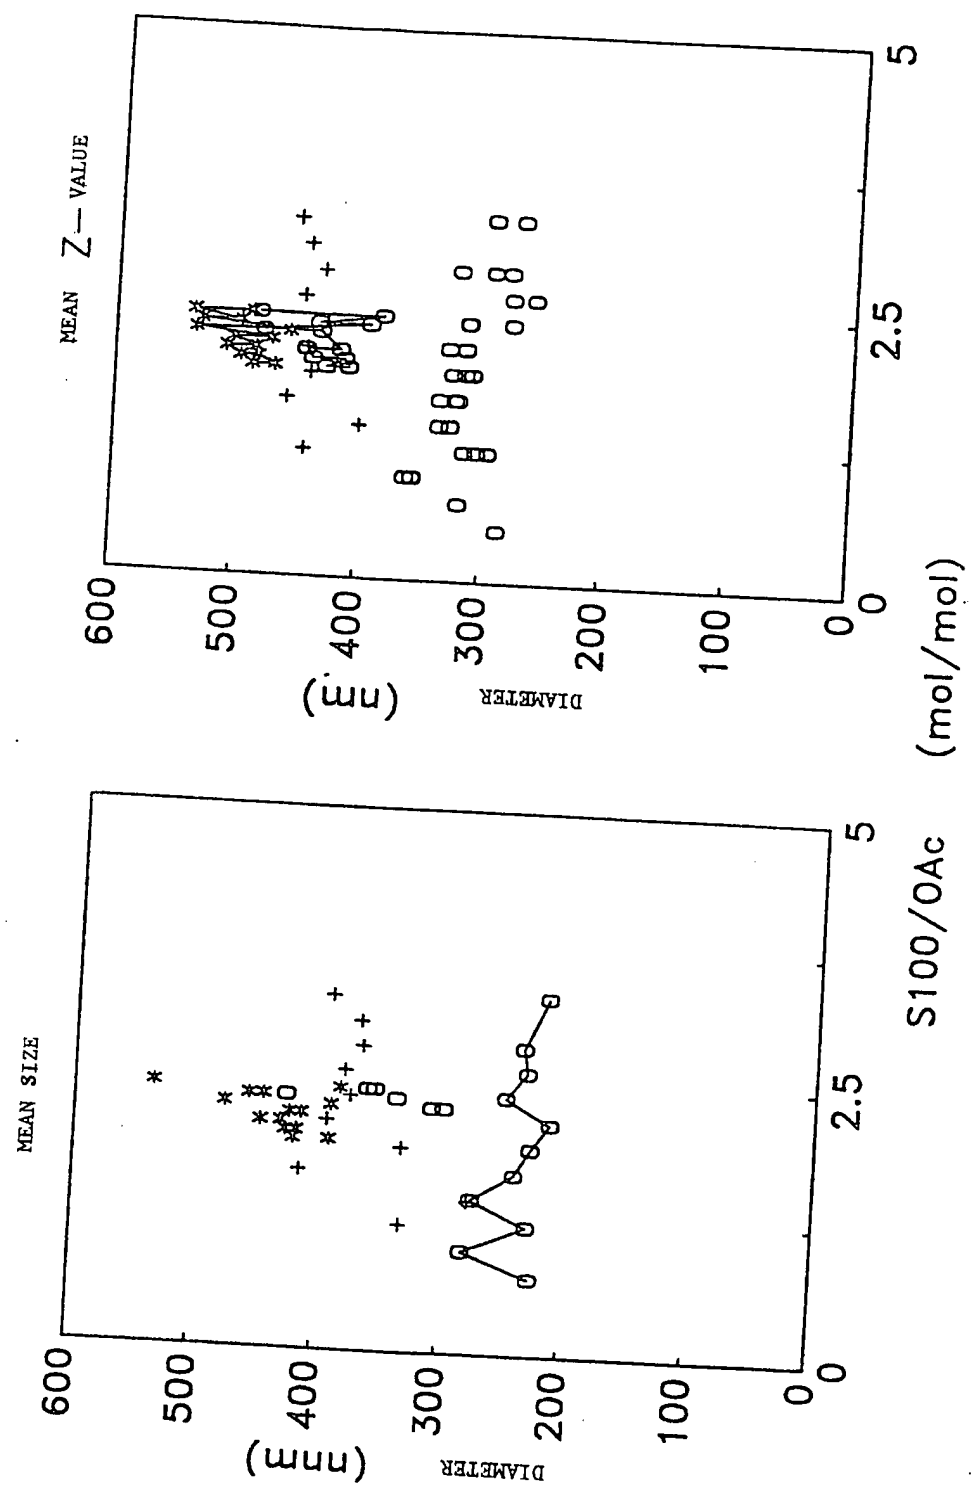 MEAN SIZE
600
500
400
300
200
100
0
(nm)
DIAMETER
0
2.5
5
MEAN Z—VALUE
600
500
400
300
200
100
0
(nm)
DIAMETER
0
2.5
5
S100/OAc (mol/mol)